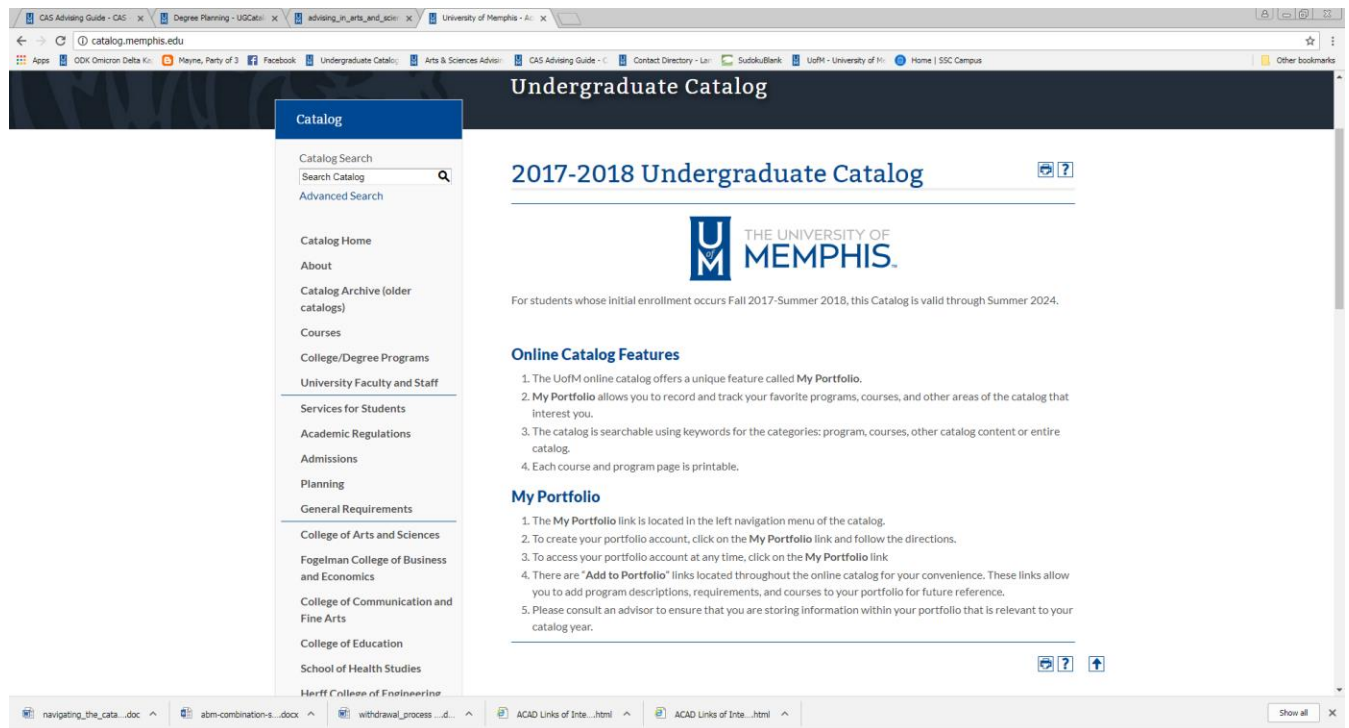 CAS Advising Guide - CAS
Degree Planning - UGCatal
advising_in_arts_and_scien
University of Memphis - Ac
catalog.memphis.edu
Apps
ODK Omicron Delta Ka
Mayne, Party of 3
Facebook
Undergraduate Catalog
Arts & Sciences Advisin
CAS Advising Guide - C
Contact Directory - Lan
SudokuBlank
UofM - University of M
Home | SSC Campus
Other bookmarks
Undergraduate Catalog
Catalog
Catalog Search
Search Catalog
Advanced Search
Catalog Home
About
Catalog Archive (older
catalogs)
Courses
College/Degree Programs
University Faculty and Staff
Services for Students
Academic Regulations
Admissions
Planning
General Requirements
College of Arts and Sciences
Fogelman College of Business
and Economics
College of Communication and
Fine Arts
College of Education
School of Health Studies
Herff College of Engineering
2017-2018 Undergraduate Catalog
?
U of M
THE UNIVERSITY OF
MEMPHIS
For students whose initial enrollment occurs Fall 2017-Summer 2018, this Catalog is valid through Summer 2024.
Online Catalog Features
1. The UofM online catalog offers a unique feature called My Portfolio.
2. My Portfolio allows you to record and track your favorite programs, courses, and other areas of the catalog that
interest you.
3. The catalog is searchable using keywords for the categories: program, courses, other catalog content or entire
catalog.
4. Each course and program page is printable.
My Portfolio
1. The My Portfolio link is located in the left navigation menu of the catalog.
2. To create your portfolio account, click on the My Portfolio link and follow the directions.
3. To access your portfolio account at any time, click on the My Portfolio link
4. There are "Add to Portfolio" links located throughout the online catalog for your convenience. These links allow
you to add program descriptions, requirements, and courses to your portfolio for future reference.
5. Please consult an advisor to ensure that you are storing information within your portfolio that is relevant to your
catalog year.
?
navigating_the_cata....doc
abm-combination-s....docx
withdrawal_process ....d...
ACAD Links of Inte....html
ACAD Links of Inte....html
Show all